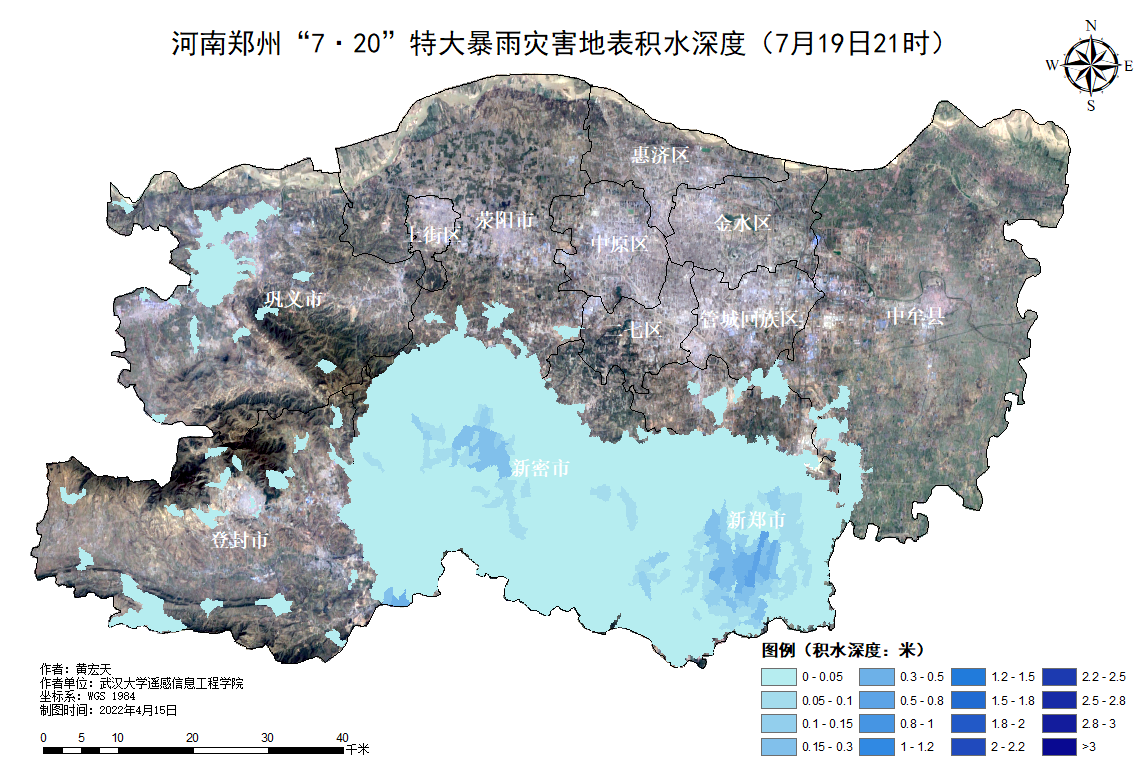 河南郑州“7·20”特大暴雨灾害地表积水深度（7月19日21时）
N
W E
S
惠济区
荥阳市
上街区
中原区
金水区
巩义市
二七区
管城回族区
中牟县
新密市
新郑市
登封市
图例（积水深度：米）
0 - 0.05 0.3 - 0.5 1.2 - 1.5 2.2 - 2.5
0.05 - 0.1 0.5 - 0.8 1.5 - 1.8 2.5 - 2.8
0.1 - 0.15 0.8 - 1 1.8 - 2 2.8 - 3
0.15 - 0.3 1 - 1.2 2 - 2.2 >3
作者：黄宏天
作者单位：武汉大学遥感信息工程学院
坐标系：WGS 1984
制图时间：2022年4月15日
0 5 10 20 30 40
千米